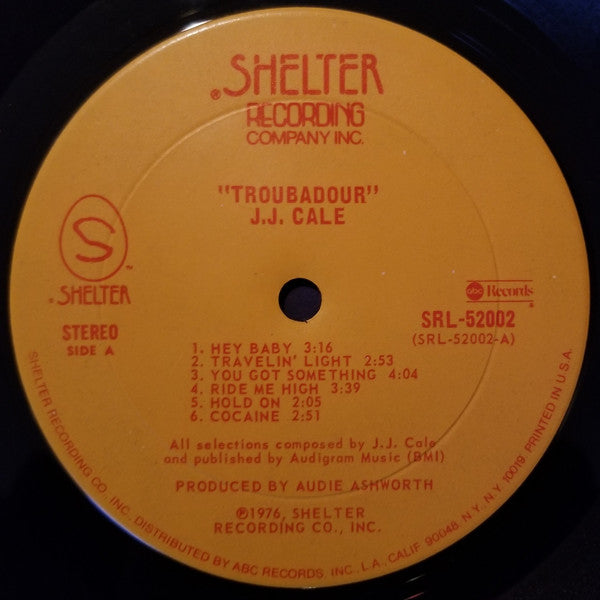 ®SHELTER
RECORDING
COMPANY INC.
"TROUBADOUR"
J.J. CALE
S
™
SHELTER
STEREO
SIDE A
abc Records
SRL-52002
(SRL-52002-A)
1. HEY BABY 3:16
2. TRAVELIN' LIGHT 2:53
3. YOU GOT SOMETHING 4:04
4. RIDE ME HIGH 3:39
5. HOLD ON 2:05
6. COCAINE 2:51
All selections composed by J.J. Cale
and published by Audigram Music (BMI)
PRODUCED BY AUDIE ASHWORTH
℗1976, SHELTER
RECORDING CO., INC.
SHELTER RECORDING CO., INC. DISTRIBUTED BY ABC RECORDS, INC., L.A., CALIF. 90048, N.Y., N.Y. 10019 PRINTED IN U.S.A.